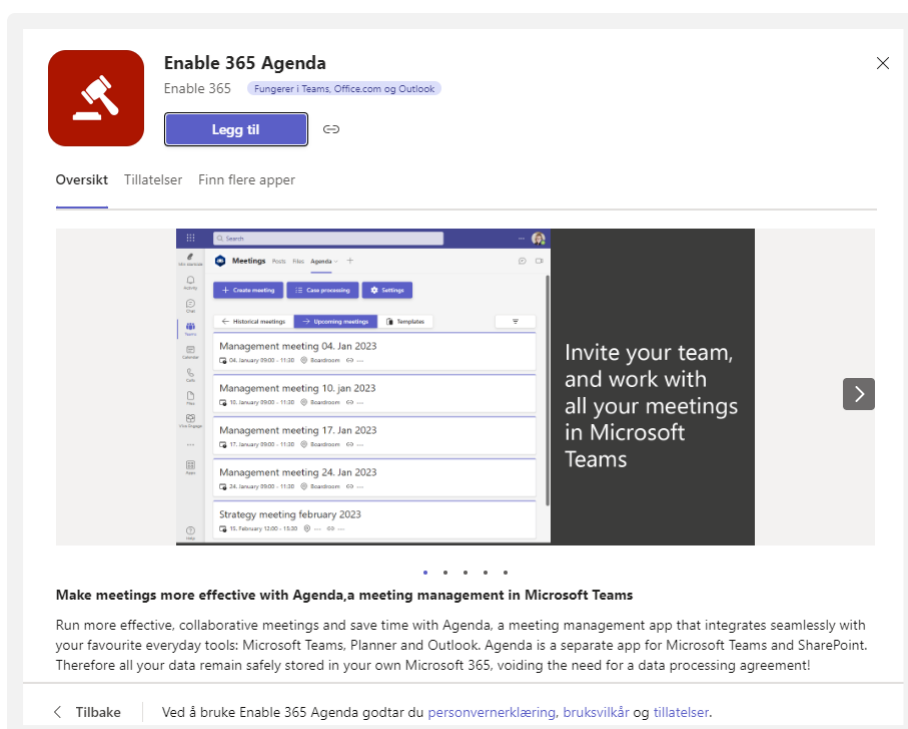 Enable 365 Agenda
Enable 365 Fungerer i Teams, Office.com og Outlook
Legg til
Oversikt Tillatelser Finn flere apper
Search
Activity
Chat
Teams
Calendar
Calls
Files
Viva Engage
Apps
Help
Meetings Posts Files Agenda
Create meeting Case processing Settings
Historical meetings Upcoming meetings Templates
Management meeting 04. Jan 2023
04. January 09:00 - 11:30 Boardroom —
Management meeting 10. jan 2023
10. January 09:00 - 11:30 Boardroom —
Management meeting 17. Jan 2023
17. January 09:00 - 11:30 Boardroom —
Management meeting 24. Jan 2023
24. January 09:00 - 11:30 Boardroom —
Strategy meeting february 2023
15. February 12:00 - 15:30 — —
Invite your team,
and work with
all your meetings
in Microsoft
Teams
Make meetings more effective with Agenda,a meeting management in Microsoft Teams
Run more effective, collaborative meetings and save time with Agenda, a meeting management app that integrates seamlessly with
your favourite everyday tools: Microsoft Teams, Planner and Outlook. Agenda is a separate app for Microsoft Teams and SharePoint.
Therefore all your data remain safely stored in your own Microsoft 365, voiding the need for a data processing agreement!
Tilbake Ved å bruke Enable 365 Agenda godtar du personvernerklæring, bruksvilkår og tillatelser.